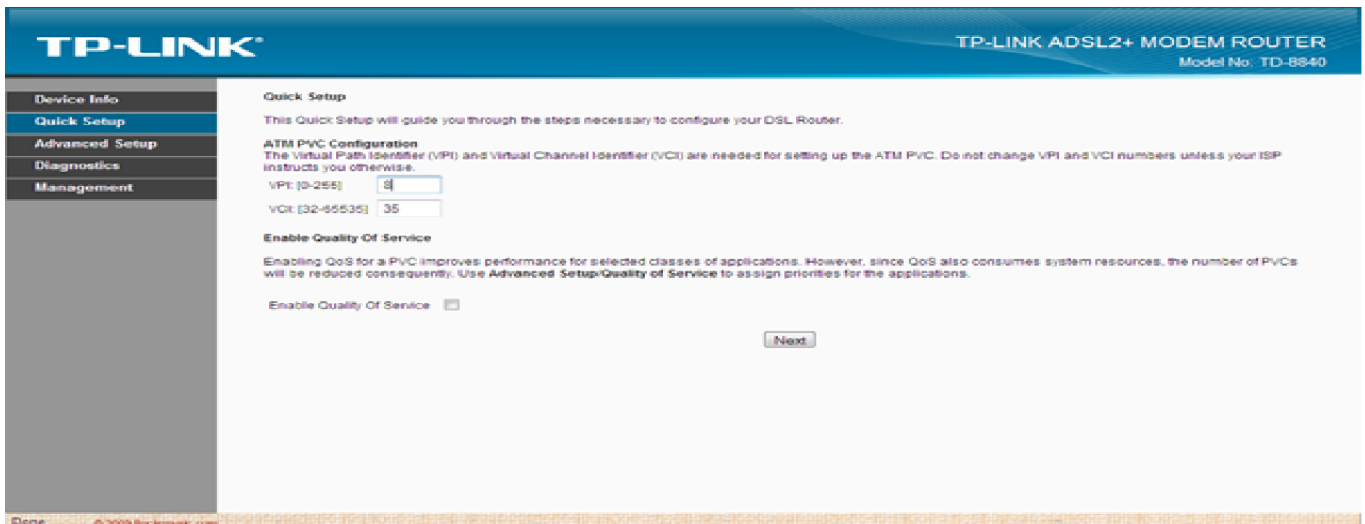 TP-LINK®
TP-LINK ADSL2+ MODEM ROUTER
Model No: TD-8840
Device Info
Quick Setup
Advanced Setup
Diagnostics
Management
Quick Setup
This Quick Setup will guide you through the steps necessary to configure your DSL Router.
ATM PVC Configuration
The Virtual Path Identifier (VPI) and Virtual Channel Identifier (VCI) are needed for setting up the ATM PVC. Do not change VPI and VCI numbers unless your ISP
instructs you otherwise.
VPI: [0-255] 8
VCI: [32-65535] 35
Enable Quality Of Service
Enabling QoS for a PVC improves performance for selected classes of applications. However, since QoS also consumes system resources, the number of PVCs
will be reduced consequently. Use Advanced Setup/Quality of Service to assign priorities for the applications.
Enable Quality Of Service
Next